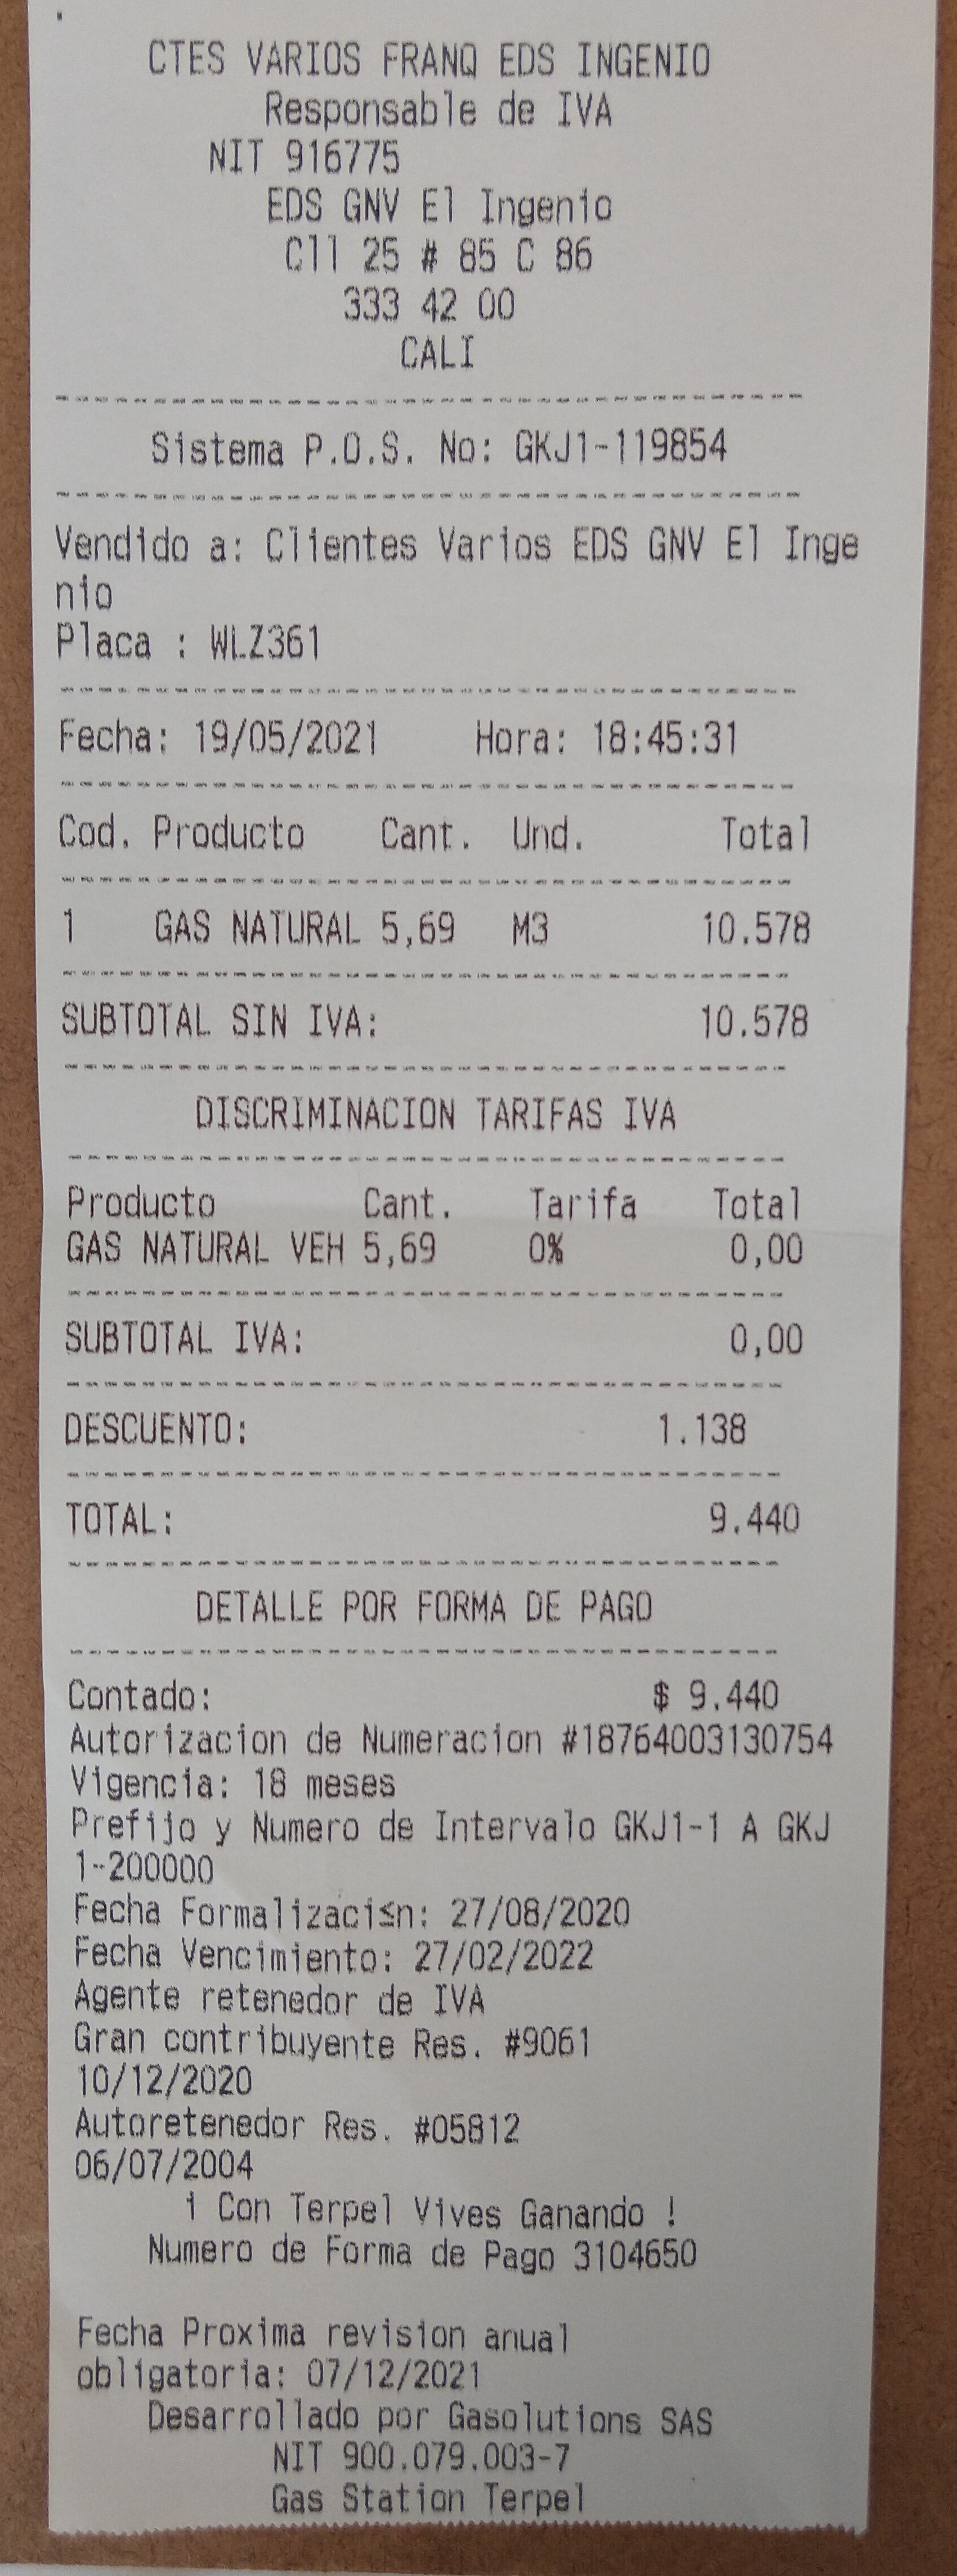 CTES VARIOS FRANQ EDS INGENIO
Responsable de IVA
NIT 916775
EDS GNV El Ingenio
Cll 25 # 85 C 86
333 42 00
CALI
Sistema P.O.S. No: GKJ1-119854
Vendido a: Clientes Varios EDS GNV El Inge
nio
Placa : WLZ361
Fecha: 19/05/2021 Hora: 18:45:31
Cod. Producto Cant. Und. Total
1 GAS NATURAL 5,69 M3 10.578
SUBTOTAL SIN IVA: 10.578
DISCRIMINACION TARIFAS IVA
Producto Cant. Tarifa Total
GAS NATURAL VEH 5,69 0% 0,00
SUBTOTAL IVA: 0,00
DESCUENTO: 1.138
TOTAL: 9.440
DETALLE POR FORMA DE PAGO
Contado: $ 9.440
Autorizacion de Numeracion #18764003130754
Vigencia: 18 meses
Prefijo y Numero de Intervalo GKJ1-1 A GKJ
1-200000
Fecha Formalizaci≤n: 27/08/2020
Fecha Vencimiento: 27/02/2022
Agente retenedor de IVA
Gran contribuyente Res. #9061
10/12/2020
Autoretenedor Res. #05812
06/07/2004
¡ Con Terpel Vives Ganando !
Numero de Forma de Pago 3104650
Fecha Proxima revision anual
obligatoria: 07/12/2021
Desarrollado por Gasolutions SAS
NIT 900.079.003-7
Gas Station Terpel